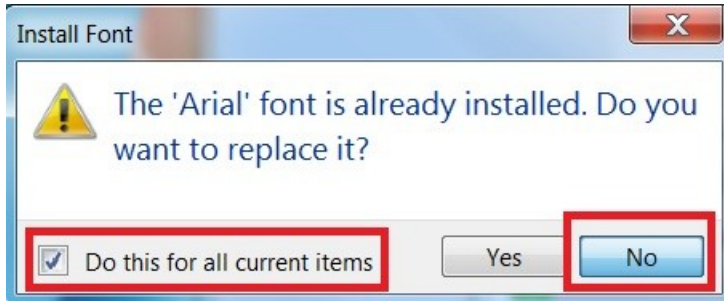 Install Font
The 'Arial' font is already installed. Do you
want to replace it?
Do this for all current items
Yes
No